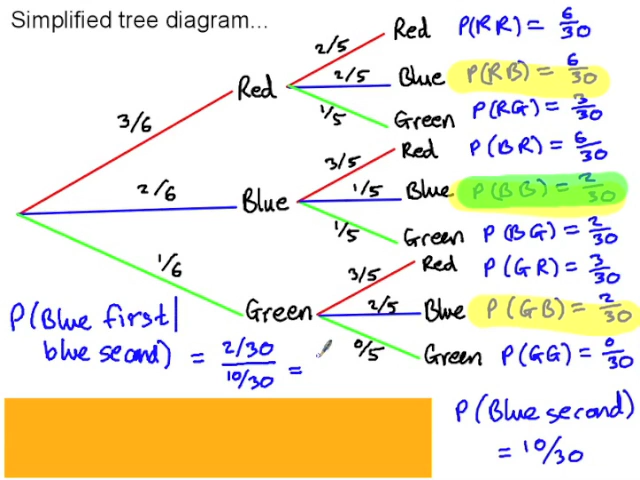 Simplified tree diagram...
2/5 Red P(RR) = 6/30
3/6 Red 2/5 Blue P(RB) = 6/30
1/5 Green P(RG) = 3/30
3/5 Red P(BR) = 6/30
2/6 Blue 1/5 Blue P(BB) = 2/30
1/5 Green P(BG) = 2/30
1/6 3/5 Red P(GR) = 3/30
Green 2/5 Blue P(GB) = 2/30
0/5 Green P(GG) = 0/30
P(Blue first|
blue second) = 2/30 / 10/30 =
P(Blue second)
= 10/30